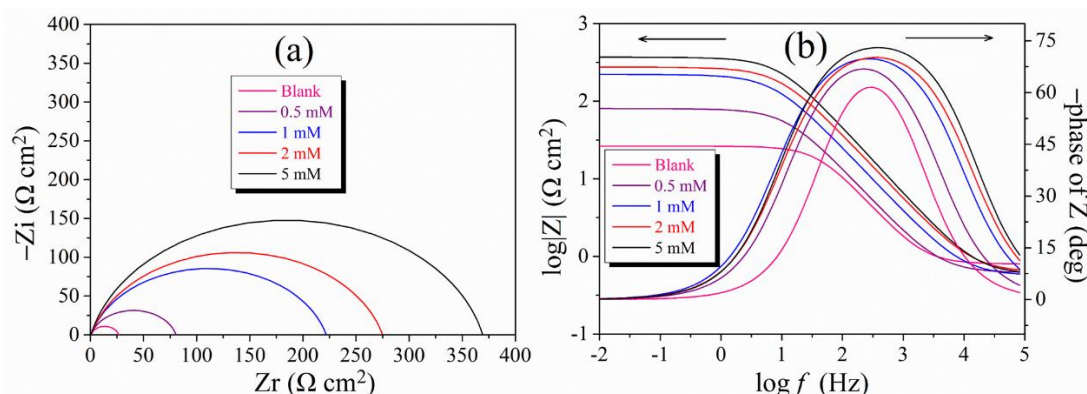 (a)
400
350
300
250
200
150
100
50
0
−Zi (Ω cm²)
Blank
0.5 mM
1 mM
2 mM
5 mM
0 50 100 150 200 250 300 350 400
Zr (Ω cm²)
(b)
3
2
1
0
-1
log|Z| (Ω cm²)
Blank
0.5 mM
1 mM
2 mM
5 mM
75
60
45
30
15
0
−phase of Z (deg)
-2 -1 0 1 2 3 4 5
log f (Hz)